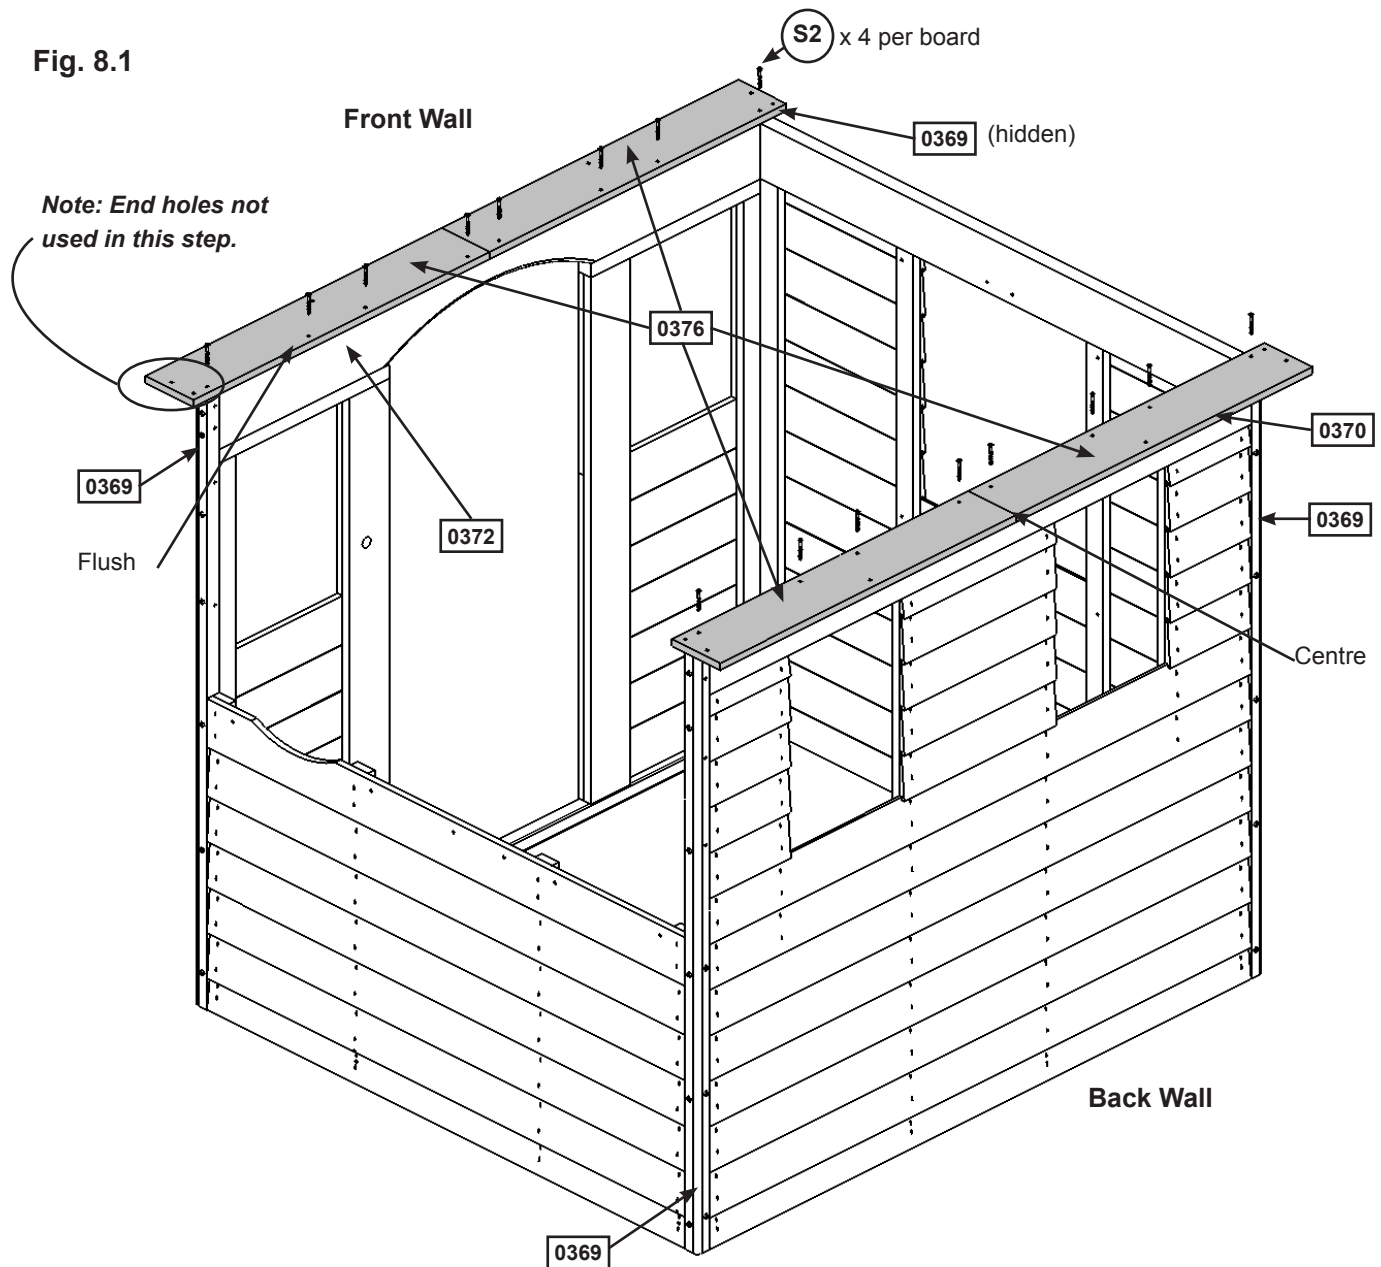 Fig. 8.1
S2 x 4 per board
Front Wall
0369 (hidden)
Note: End holes not
used in this step.
0376
0370
0369
0372
0369
Flush
Centre
Back Wall
0369